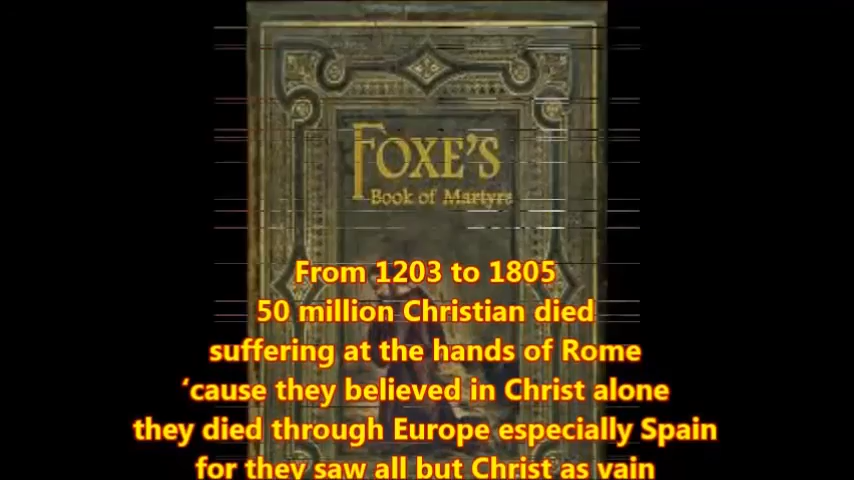 FOXE'S
Book of Martyrs
From 1203 to 1805
50 million Christian died
suffering at the hands of Rome
‘cause they believed in Christ alone
they died through Europe especially Spain
for they saw all but Christ as vain